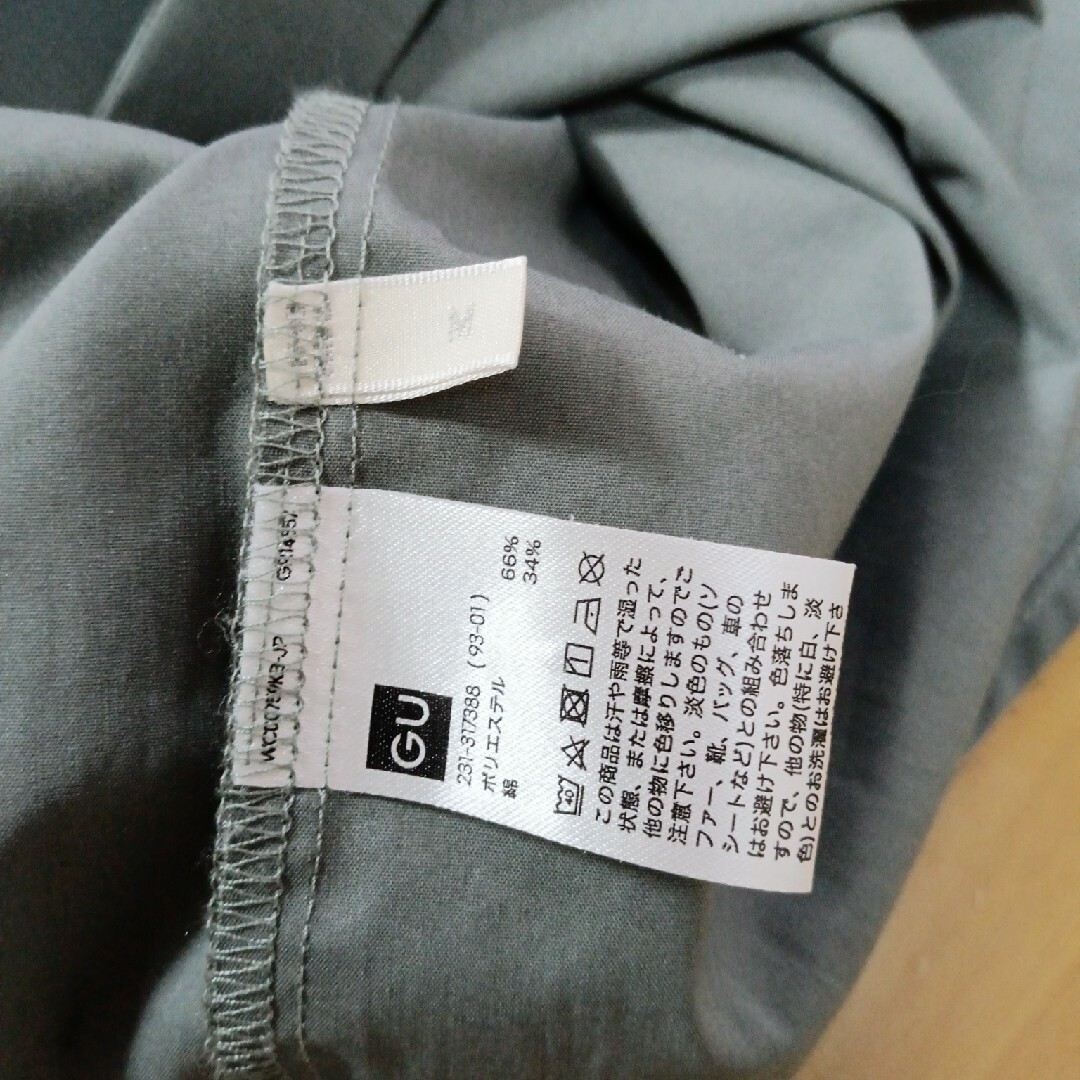 GU
231-317388 (93-01)
ポリエステル 66%
綿 34%
40
この商品は汗や雨等で湿った
状態、または摩擦によって、
他の物に色移りしますのでご
注意下さい。淡色のもの(ソ
ファー、靴、バッグ、車の
シートなど)との組み合わせ
はお避け下さい。色落ちしま
すので、他の物(特に白、淡
色)とのお洗濯はお避け下さ